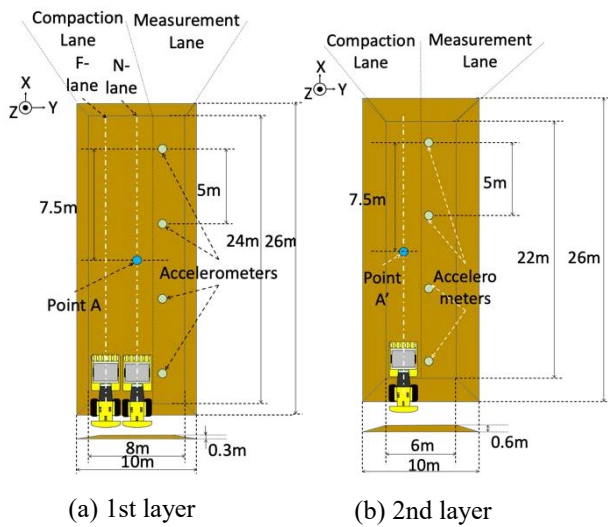 Compaction
Lane
Measurement
Lane
F-
lane
N-
lane
X
Z
Y
7.5m
5m
24m
26m
Point A
Accelerometers
0.3m
8m
10m
(a) 1st layer
Compaction
Lane
Measurement
Lane
X
Z
Y
7.5m
5m
22m
26m
Point
A’
Accelero
meters
0.6m
6m
10m
(b) 2nd layer